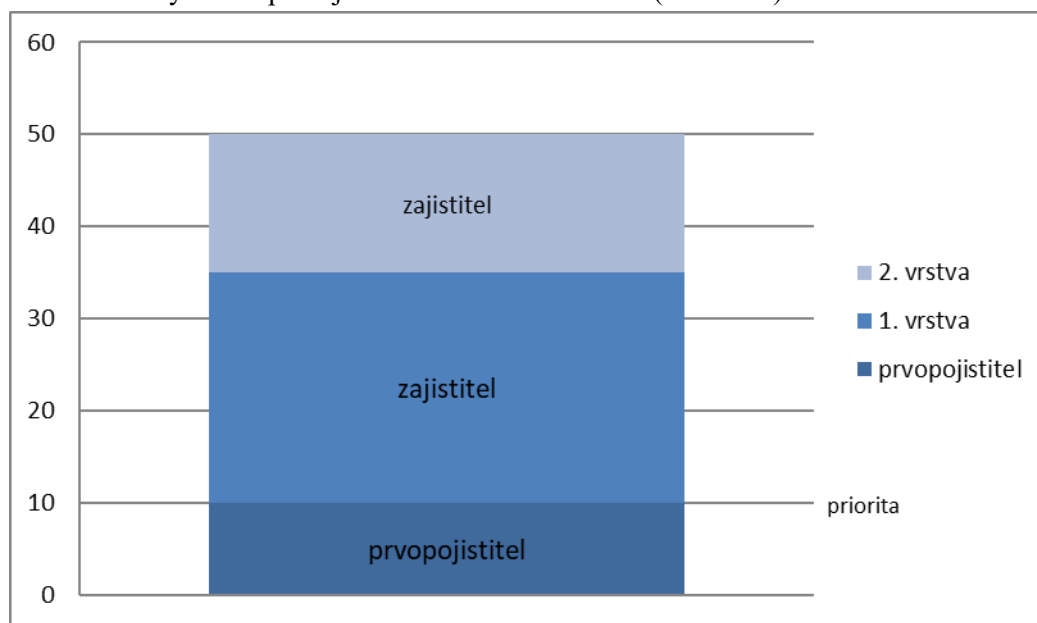 60
50
40
30
20
10
0
zajistitel
zajistitel
prvopojistitel
2. vrstva
1. vrstva
prvopojistitel
priorita